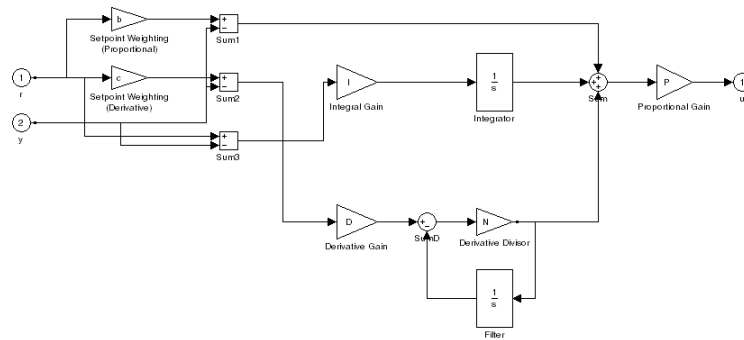 b
Setpoint Weighting
(Proportional)
+
−
Sum1
1
r
c
Setpoint Weighting
(Derivative)
+
−
Sum2
2
y
+
−
Sum3
I
Integral Gain
1
s
Integrator
+
+
+
Sum
P
Proportional Gain
1
u
D
Derivative Gain
+
−
SumD
N
Derivative Divisor
1
s
Filter